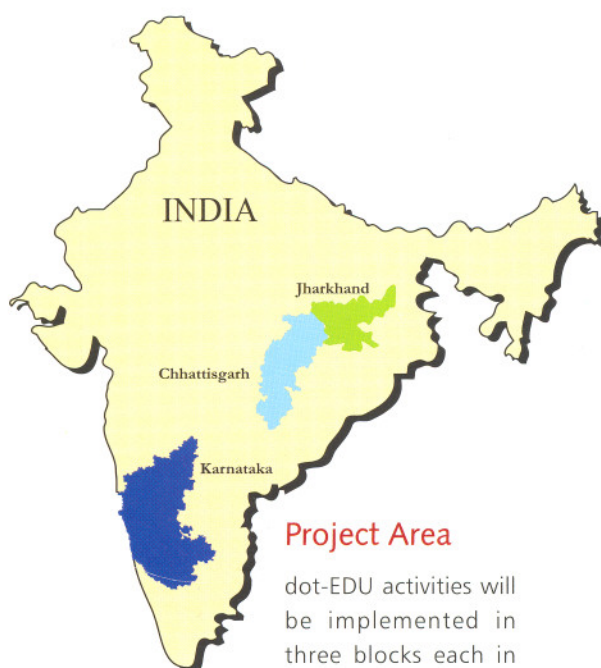 INDIA
Jharkhand
Chhattisgarh
Karnataka
Project Area
dot-EDU activities will
be implemented in
three blocks each in